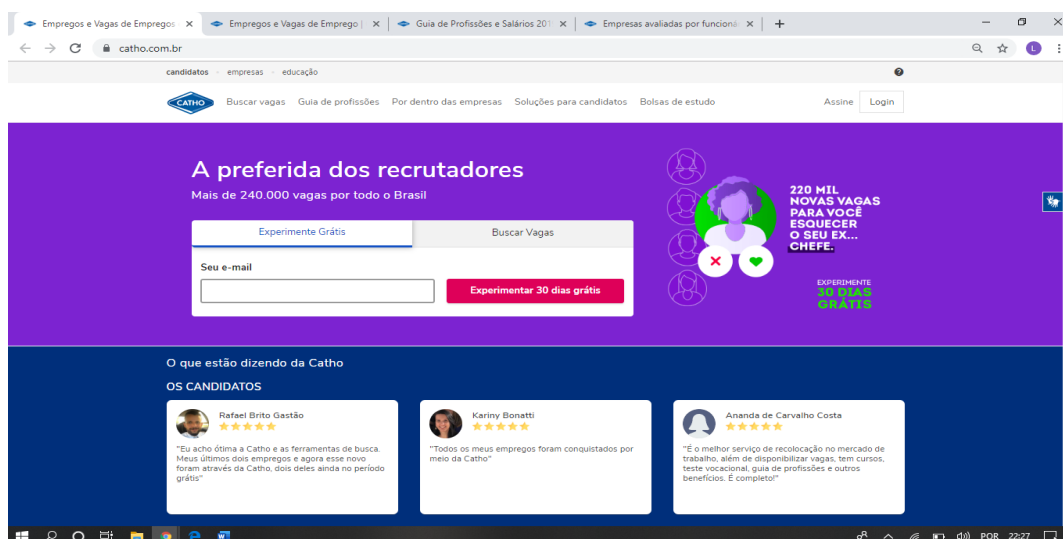 Empregos e Vagas de Empregos
Empregos e Vagas de Emprego |
Guia de Profissões e Salários 201
Empresas avaliadas por funcioná
catho.com.br
L
candidatos
empresas
educação
CATHO
Buscar vagas
Guia de profissões
Por dentro das empresas
Soluções para candidatos
Bolsas de estudo
Assine
Login
A preferida dos recrutadores
Mais de 240.000 vagas por todo o Brasil
Experimente Grátis
Buscar Vagas
Seu e-mail
Experimentar 30 dias grátis
220 MIL
NOVAS VAGAS
PARA VOCÊ
ESQUECER
O SEU EX...
CHEFE.
EXPERIMENTE
30 DIAS
GRÁTIS
O que estão dizendo da Catho
OS CANDIDATOS
Rafael Brito Gastão
"Eu acho ótima a Catho e as ferramentas de busca.
Meus últimos dois empregos e agora esse novo
foram através da Catho, dois deles ainda no período
grátis"
Kariny Bonatti
"Todos os meus empregos foram conquistados por
meio da Catho"
Ananda de Carvalho Costa
"É o melhor serviço de recolocação no mercado de
trabalho, além de disponibilizar vagas, tem cursos,
teste vocacional, guia de profissões e outros
benefícios. É completo!"
POR
22:27